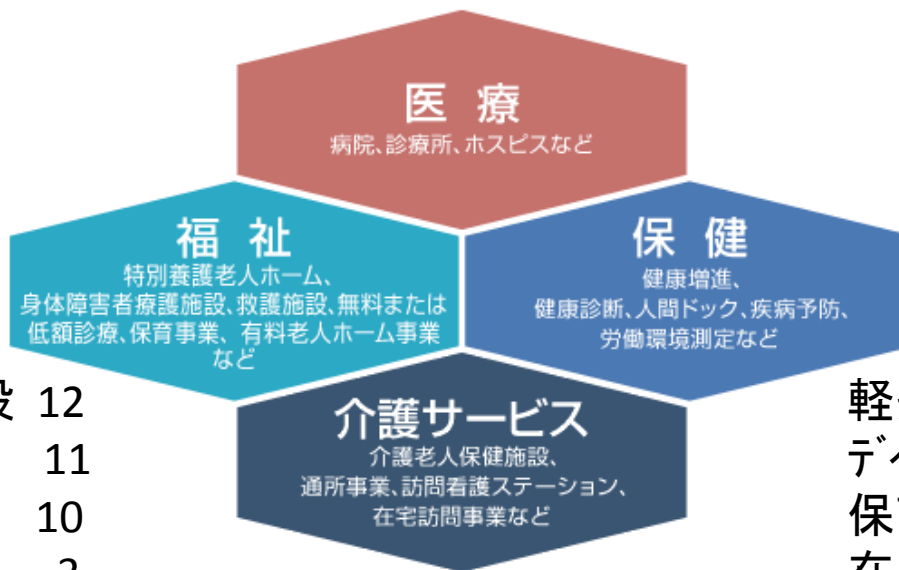 医 療
病院、診療所、ホスピスなど
福 祉
特別養護老人ホーム、
身体障害者療護施設、救護施設、無料または
低額診療、保育事業、有料老人ホーム事業
など
保 健
健康増進、
健康診断、人間ドック、疾病予防、
労働環境測定など
介護サービス
介護老人保健施設、
通所事業、訪問看護ステーション、
在宅訪問事業など
設 12
11
10
軽
デ
保